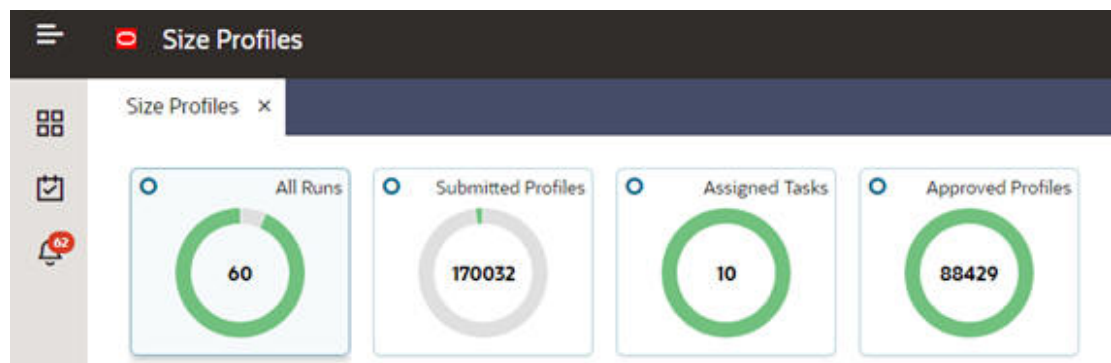 Size Profiles
Size Profiles ×
62
All Runs
60
Submitted Profiles
170032
Assigned Tasks
10
Approved Profiles
88429